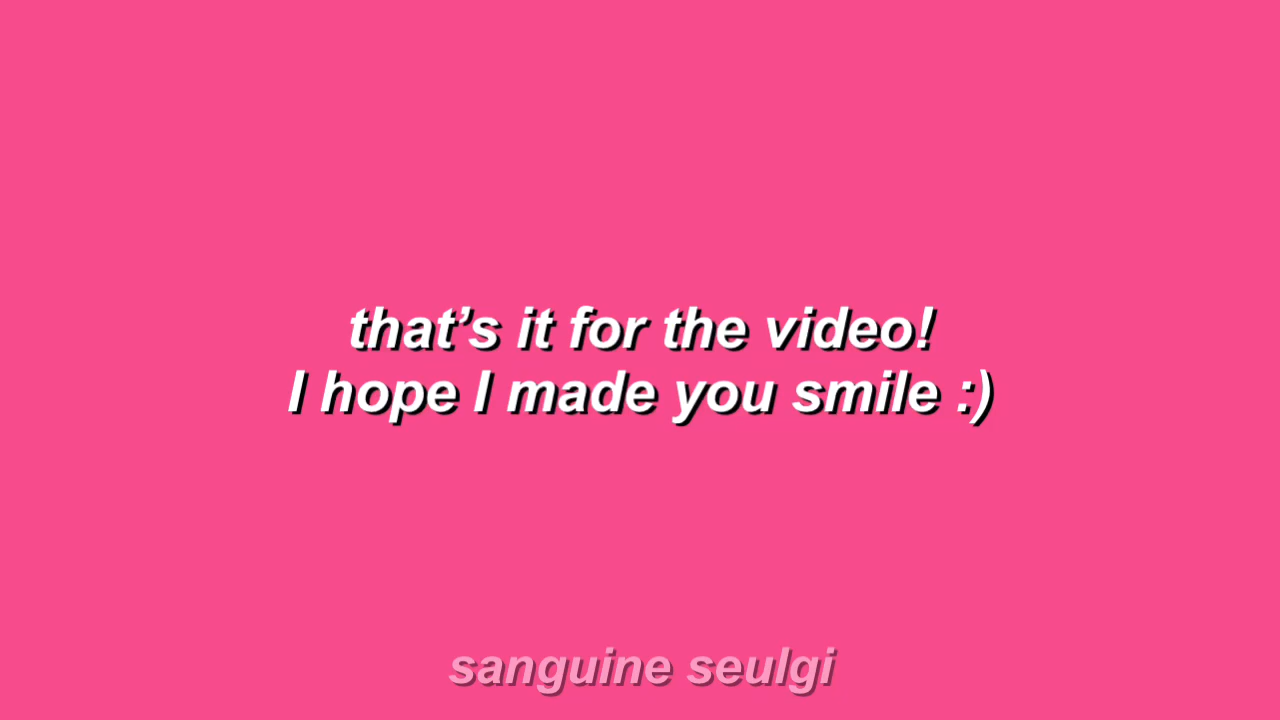 that’s it for the video!
I hope I made you smile :)
sanguine seulgi